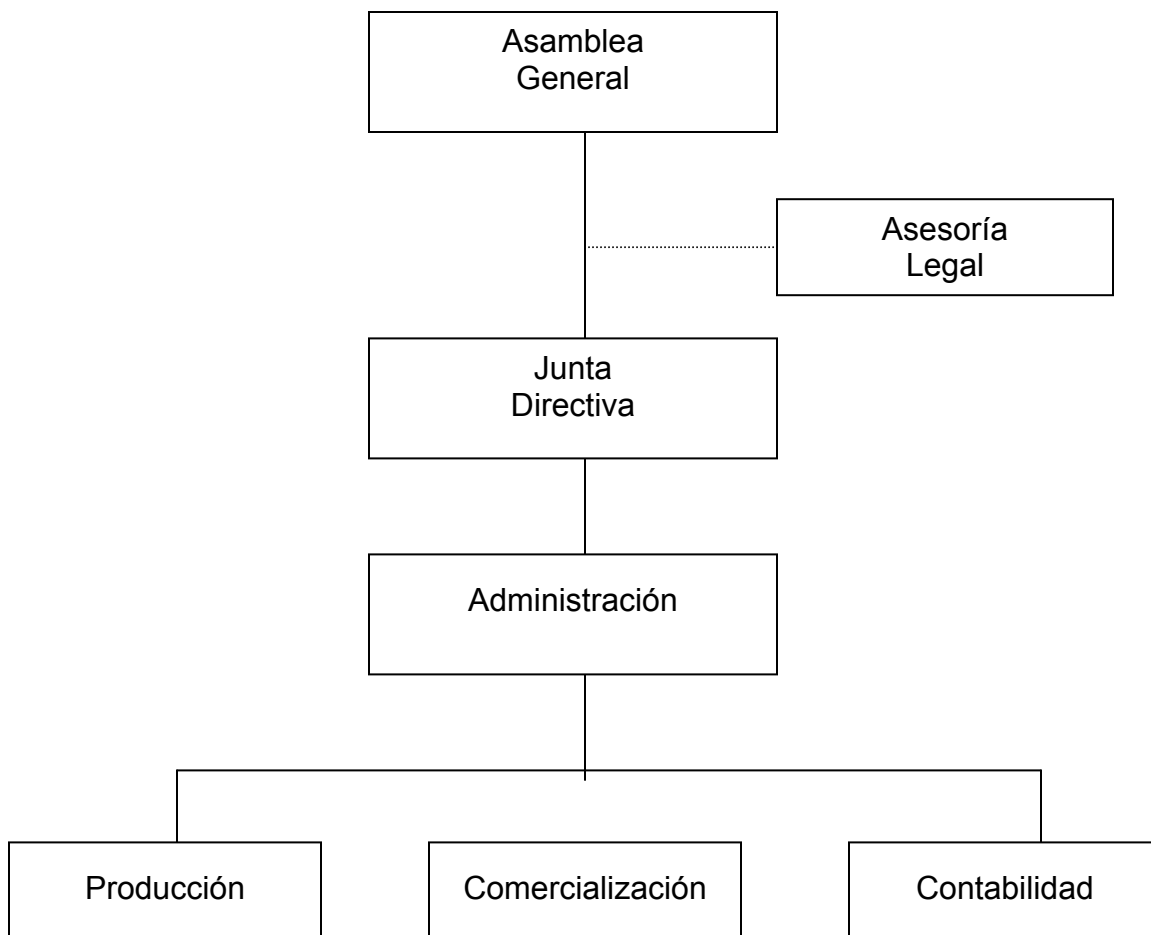 Asamblea
General
Asesoría
Legal
Junta
Directiva
Administración
Producción
Comercialización
Contabilidad